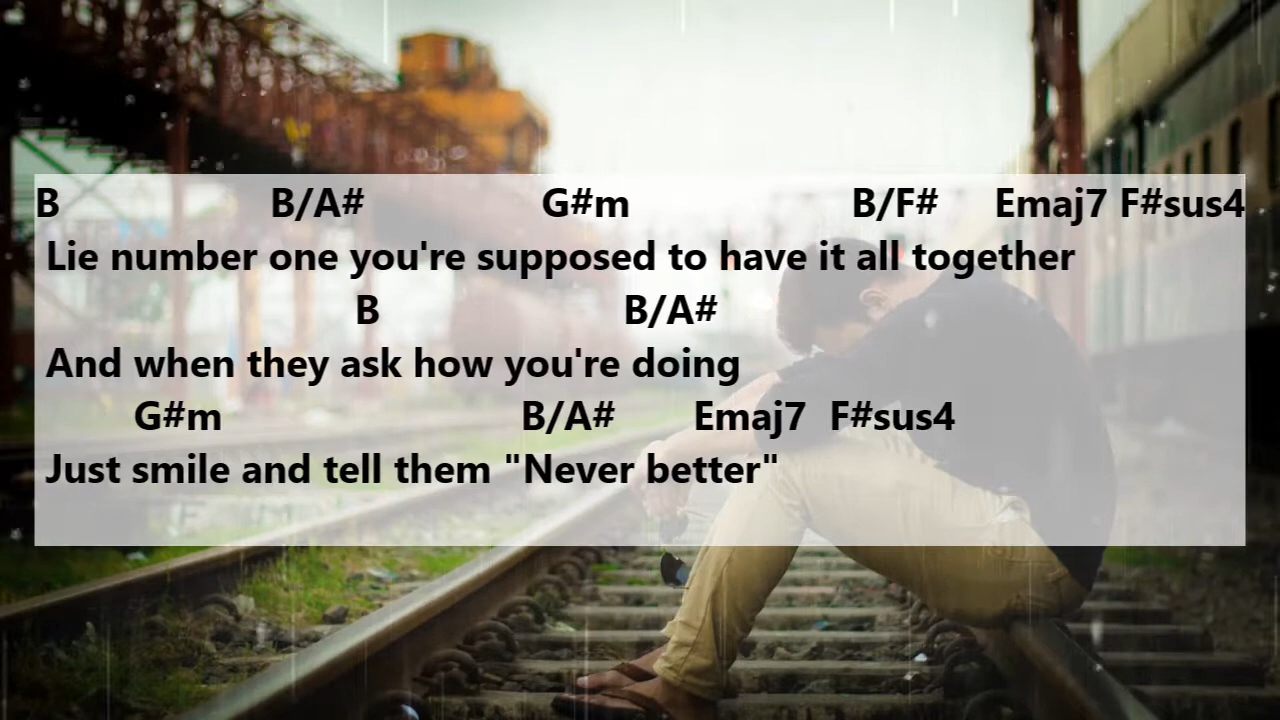 B B/A# G#m B/F# Emaj7 F#sus4
Lie number one you're supposed to have it all together
B B/A#
And when they ask how you're doing
G#m B/A# Emaj7 F#sus4
Just smile and tell them "Never better"